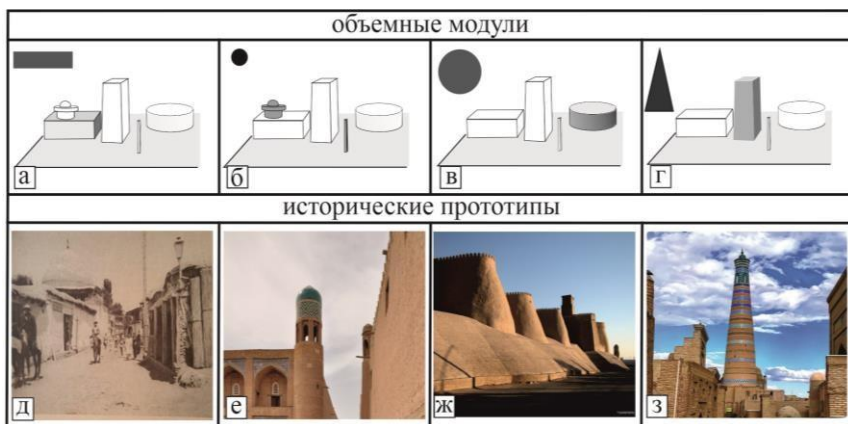 объемные модули
а
б
в
г
исторические прототипы
д
е
ж
з